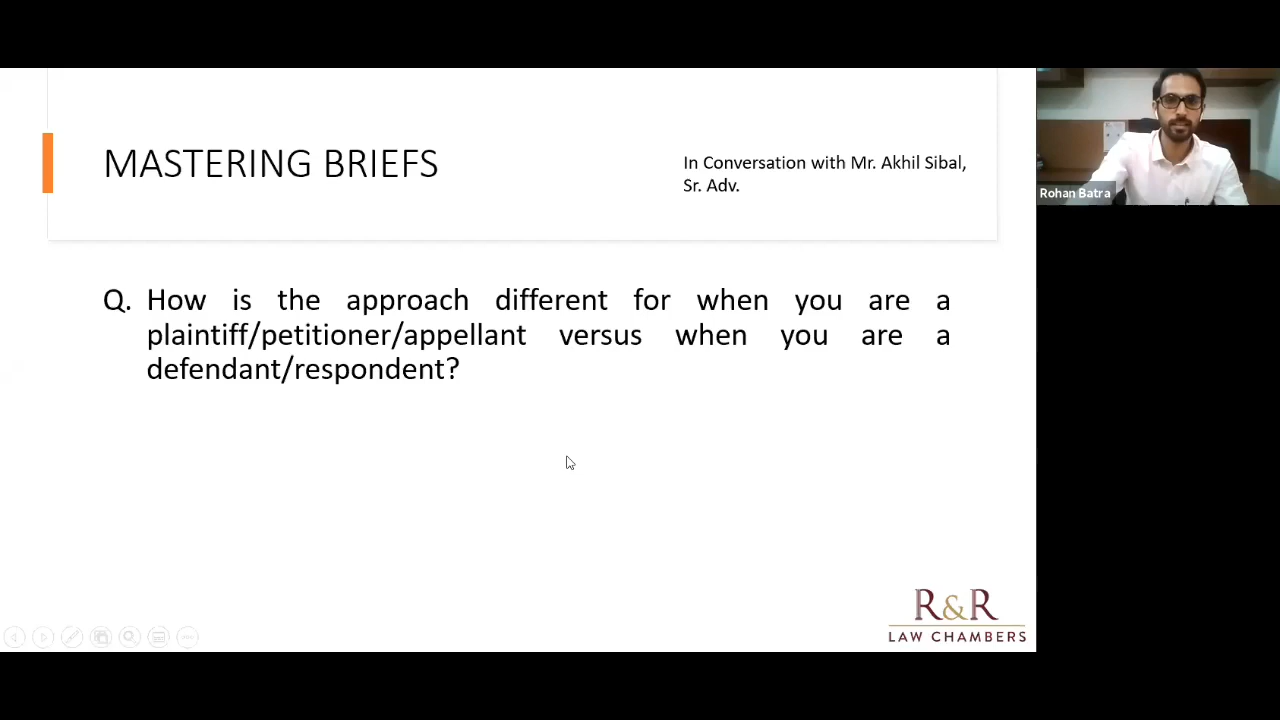 MASTERING BRIEFS
In Conversation with Mr. Akhil Sibal,
Sr. Adv.
Rohan Batra
Q. How is the approach different for when you are a
plaintiff/petitioner/appellant versus when you are a
defendant/respondent?
R&R
LAW CHAMBERS